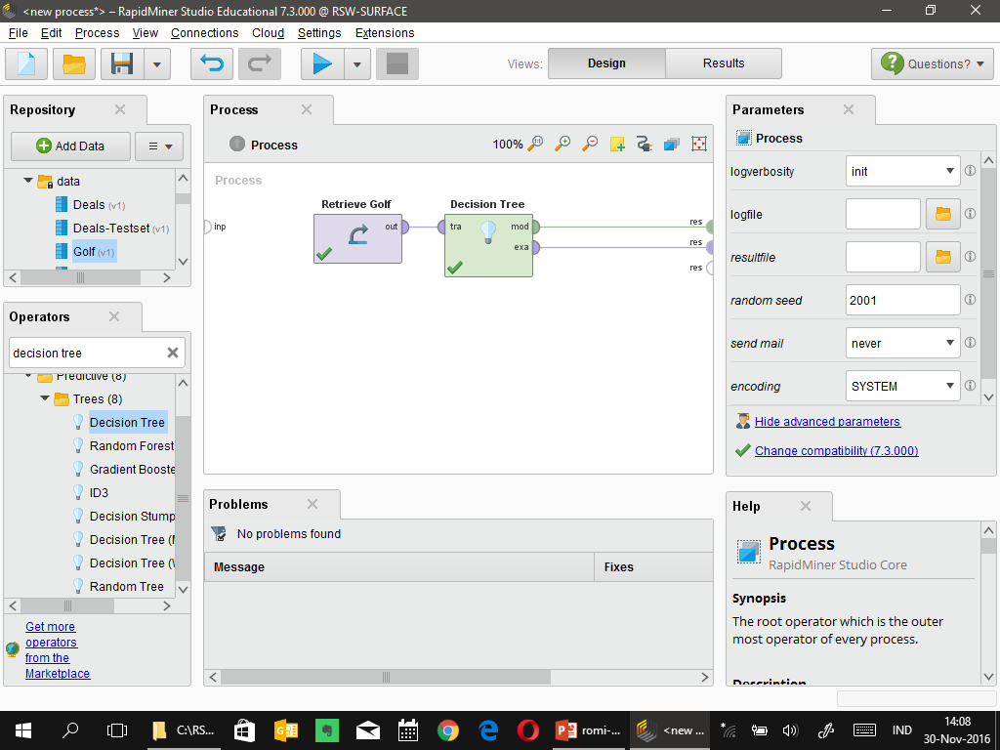 <new process*> – RapidMiner Studio Educational 7.3.000 @ RSW-SURFACE
File Edit Process View Connections Cloud Settings Extensions
Views: Design Results Questions?
Repository
Add Data
data
Deals (v1)
Deals-Testset (v1)
Golf (v1)
Operators
decision tree
Predictive (8)
Trees (8)
Decision Tree
Random Forest
Gradient Booste
ID3
Decision Stump
Decision Tree (M
Decision Tree (W
Random Tree
Get more
operators
from the
Marketplace
Process
Process 100%
Process
Retrieve Golf Decision Tree
inp out tra mod res
exa res
res
Problems
No problems found
Message Fixes
Parameters
Process
logverbosity init
logfile
resultfile
random seed 2001
send mail never
encoding SYSTEM
Hide advanced parameters
Change compatibility (7.3.000)
Help
Process
RapidMiner Studio Core
Synopsis
The root operator which is the outer
most operator of every process.
Description
C:\RS... romi-... <new ... IND 14:08
30-Nov-2016